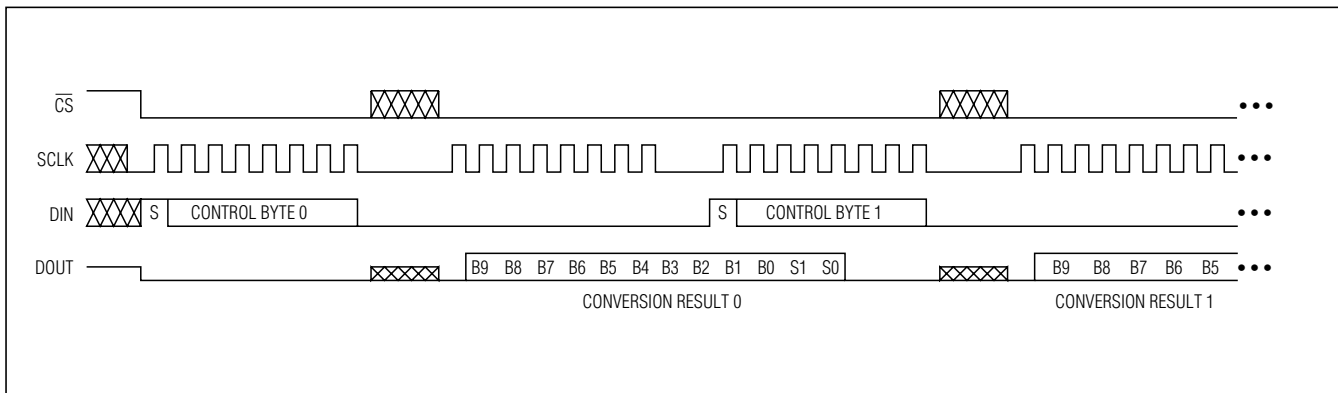 CS
•••
SCLK
•••
DIN S CONTROL BYTE 0 S CONTROL BYTE 1
•••
DOUT B9 B8 B7 B6 B5 B4 B3 B2 B1 B0 S1 S0 B9 B8 B7 B6 B5
•••
CONVERSION RESULT 0 CONVERSION RESULT 1